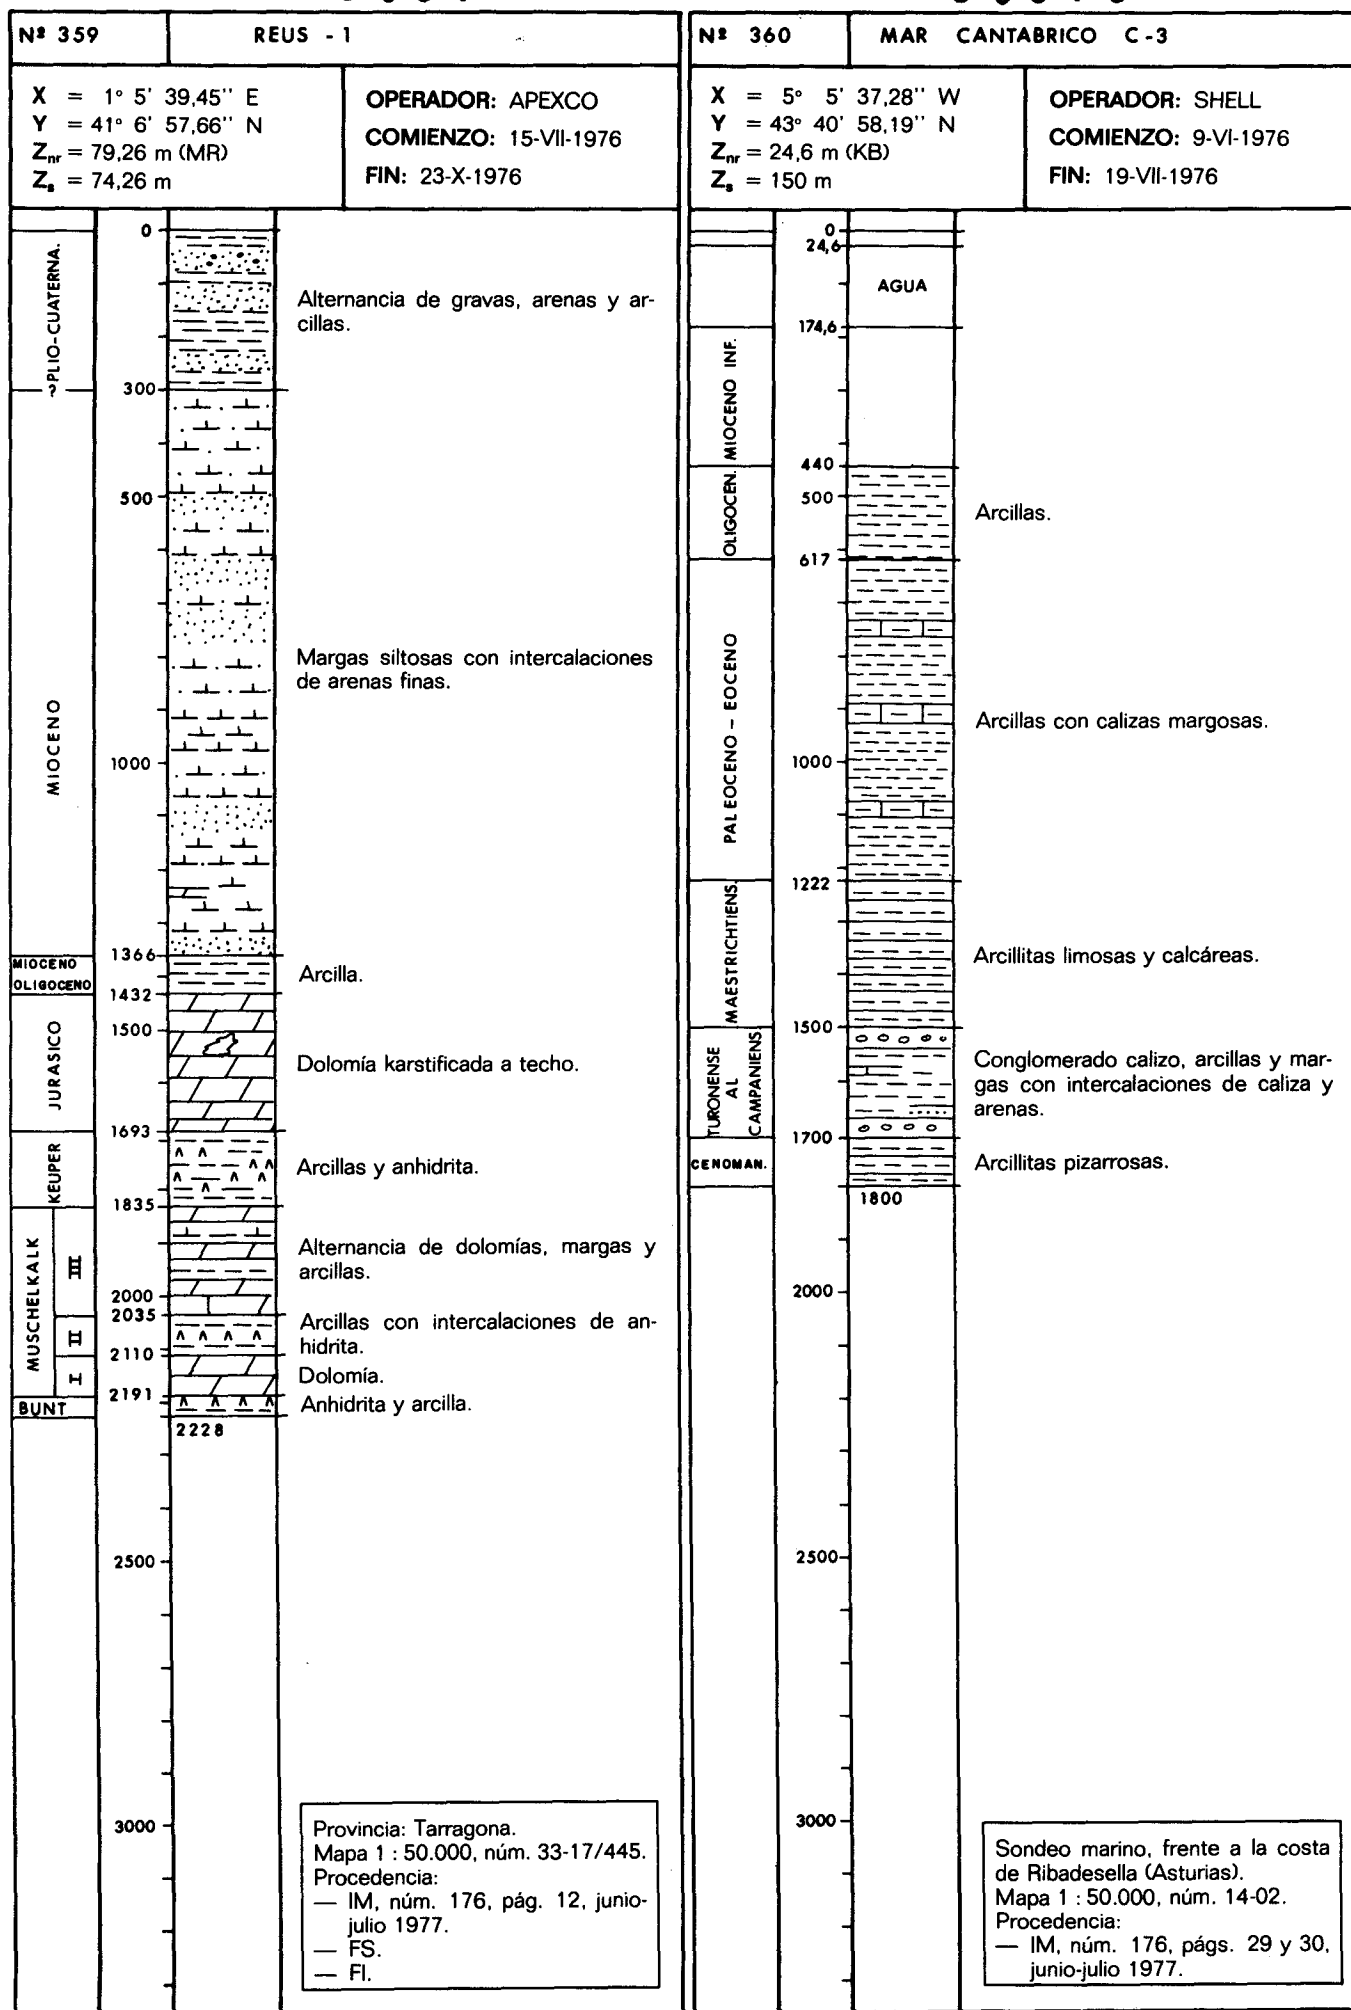 Nº 359 REUS - 1
X = 1° 5' 39,45'' E
Y = 41° 6' 57,66'' N
Znr = 79,26 m (MR)
Zs = 74,26 m
OPERADOR: APEXCO
COMIENZO: 15-VII-1976
FIN: 23-X-1976
0
? PLIO-CUATERNA.
Alternancia de gravas, arenas y ar-
cillas.
300
500
MIOCENO
Margas siltosas con intercalaciones
de arenas finas.
1000
1366
MIOCENO
OLIGOCENO
Arcilla.
1432
1500
JURASICO
Dolomía karstificada a techo.
1693
KEUPER
Arcillas y anhidrita.
1835
MUSCHELKALK
III
Alternancia de dolomías, margas y
arcillas.
2000
2035
II
Arcillas con intercalaciones de an-
hidrita.
2110
I
Dolomía.
2191
BUNT
Anhidrita y arcilla.
2228
2500
3000
Provincia: Tarragona.
Mapa 1 : 50.000, núm. 33-17/445.
Procedencia:
— IM, núm. 176, pág. 12, junio-
julio 1977.
— FS.
— FI.
Nº 360 MAR CANTABRICO C-3
X = 5° 5' 37,28'' W
Y = 43° 40' 58,19'' N
Znr = 24,6 m (KB)
Zs = 150 m
OPERADOR: SHELL
COMIENZO: 9-VI-1976
FIN: 19-VII-1976
0
24,6
AGUA
174,6
MIOCENO INF.
440
500
OLIGOCEN.
Arcillas.
617
PALEOCENO - EOCENO
Arcillas con calizas margosas.
1000
1222
MAESTRICHTIENS.
Arcillitas limosas y calcáreas.
1500
TURONENSE
AL
CAMPANIENS
Conglomerado calizo, arcillas y mar-
gas con intercalaciones de caliza y
arenas.
1700
CENOMAN.
Arcillitas pizarrosas.
1800
2000
2500
3000
Sondeo marino, frente a la costa
de Ribadesella (Asturias).
Mapa 1 : 50.000, núm. 14-02.
Procedencia:
— IM, núm. 176, págs. 29 y 30,
junio-julio 1977.